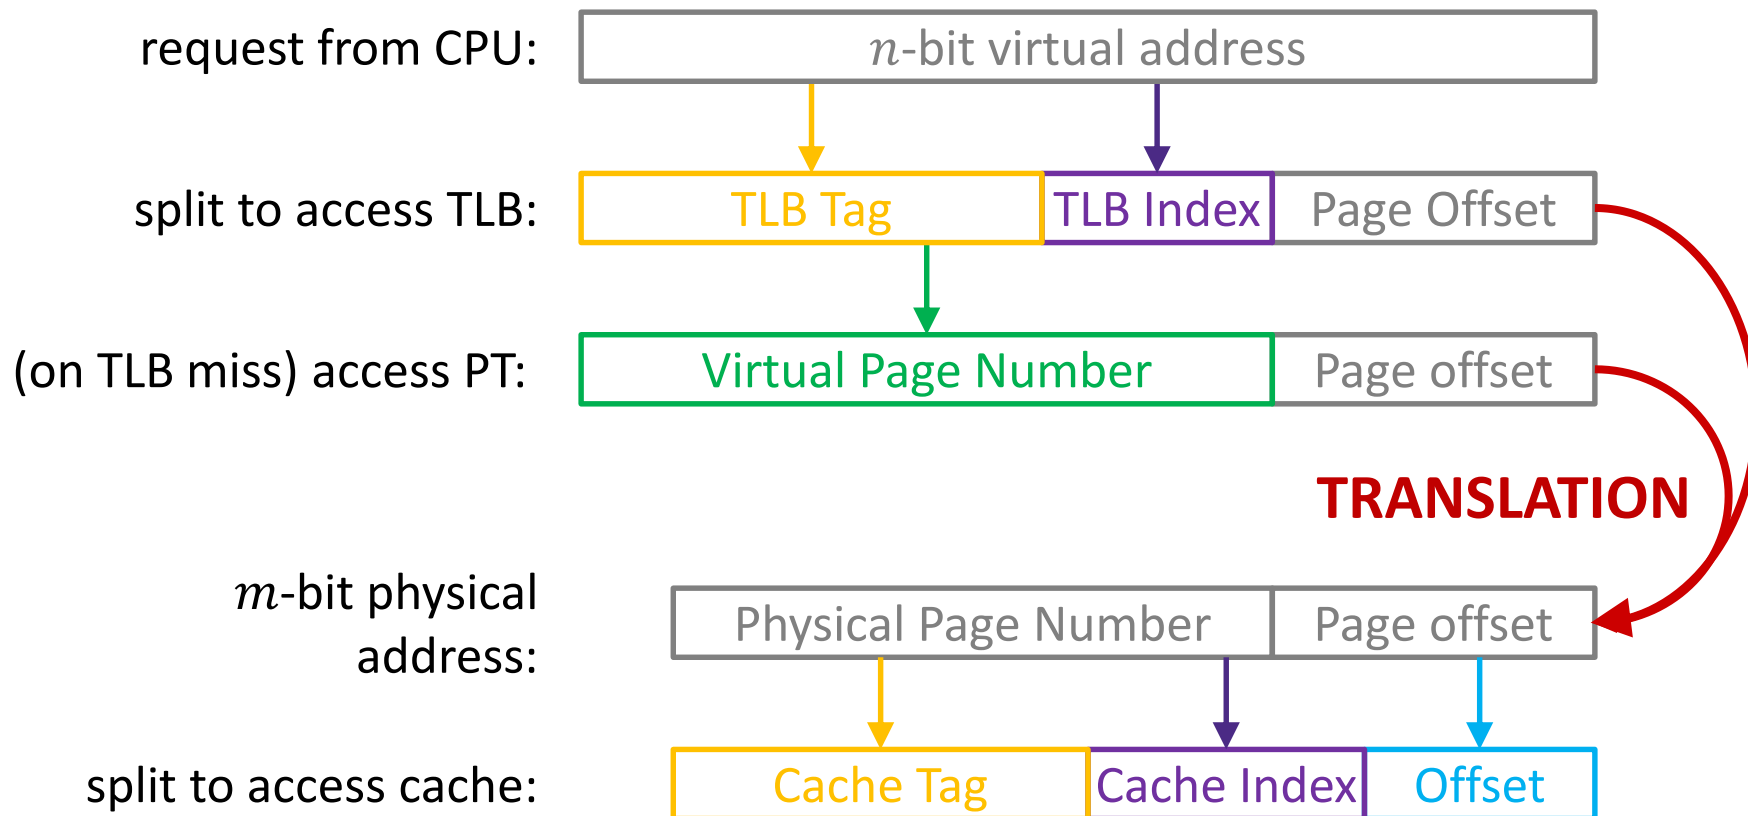 request from CPU: n-bit virtual address
split to access TLB: TLB Tag TLB Index Page Offset
(on TLB miss) access PT: Virtual Page Number Page offset
TRANSLATION
m-bit physical
address:
Physical Page Number Page offset
split to access cache: Cache Tag Cache Index Offset